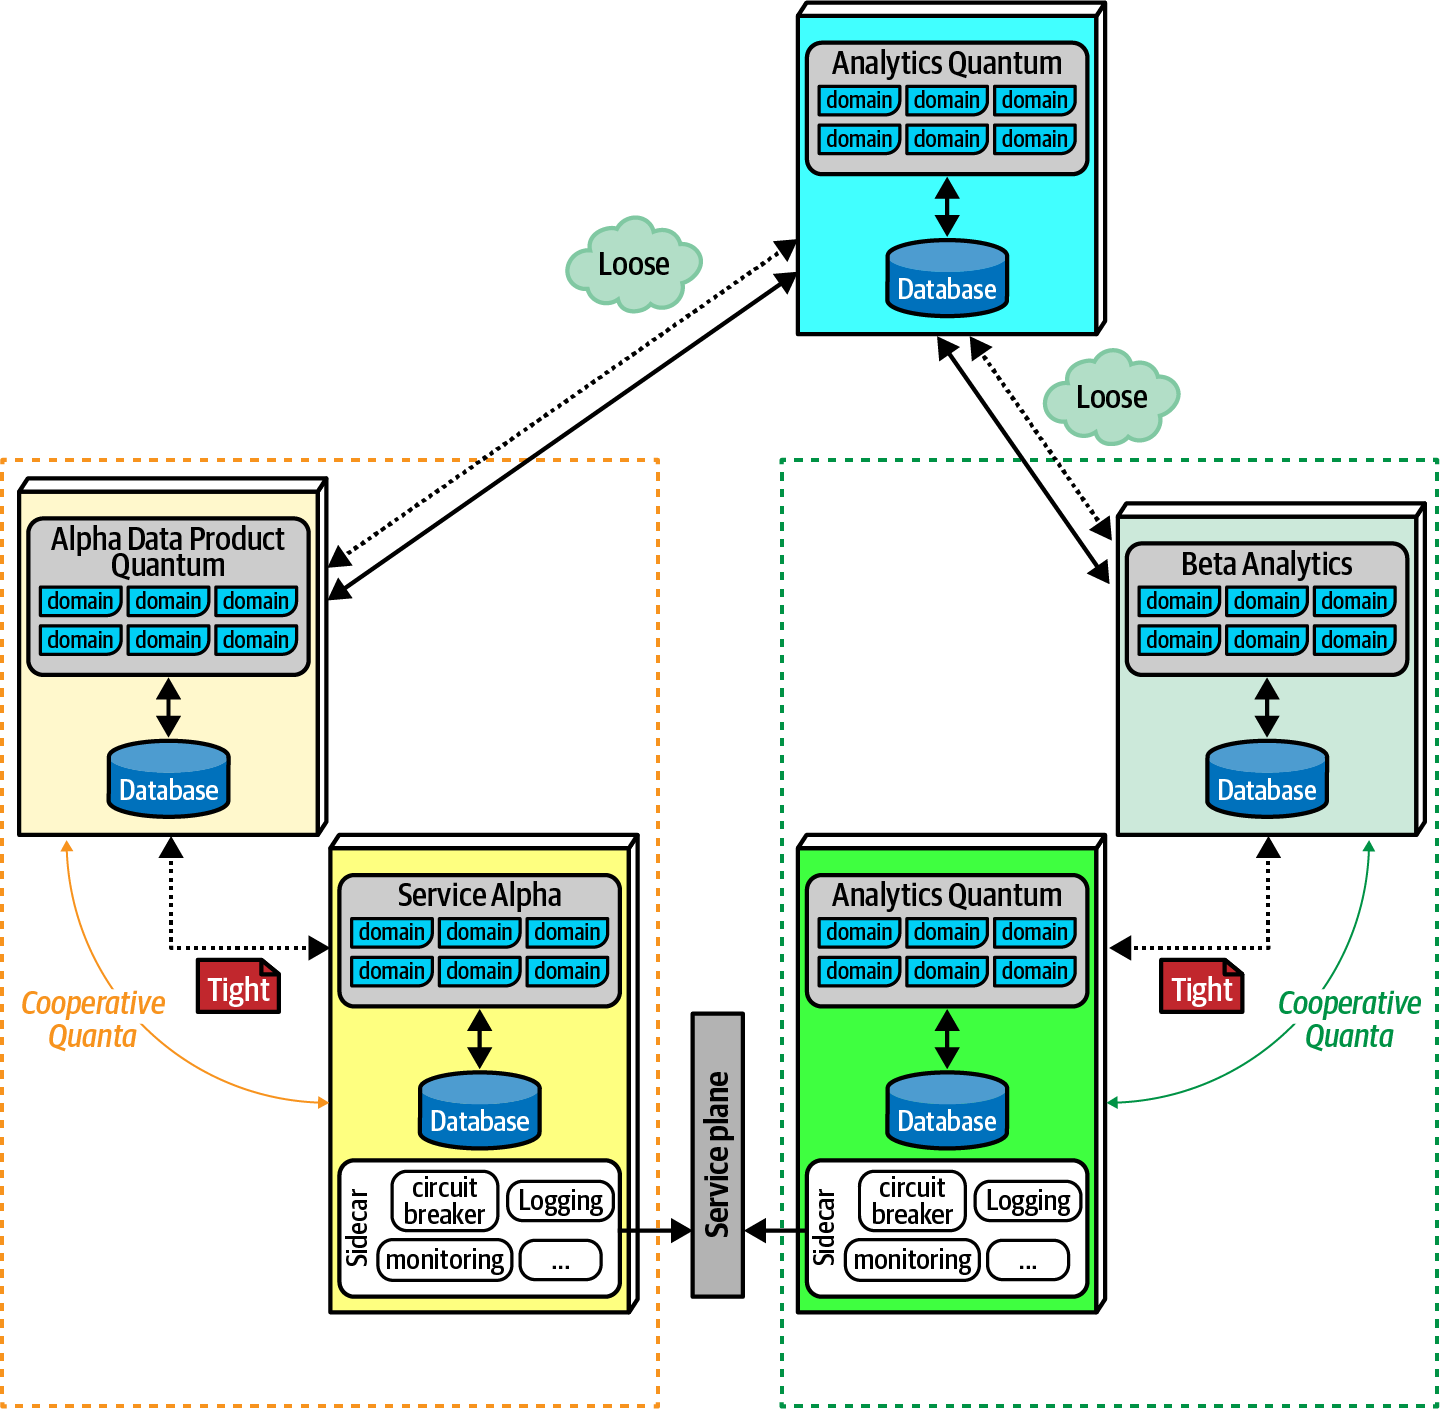 Analytics Quantum
domain domain domain
domain domain domain
Database
Loose
Loose
Alpha Data Product
Quantum
domain domain domain
domain domain domain
Database
Beta Analytics
domain domain domain
domain domain domain
Database
Tight
Cooperative
Quanta
Service Alpha
domain domain domain
domain domain domain
Database
Sidecar
circuit
breaker
Logging
monitoring
...
Service plane
Analytics Quantum
domain domain domain
domain domain domain
Database
Sidecar
circuit
breaker
Logging
monitoring
...
Tight
Cooperative
Quanta